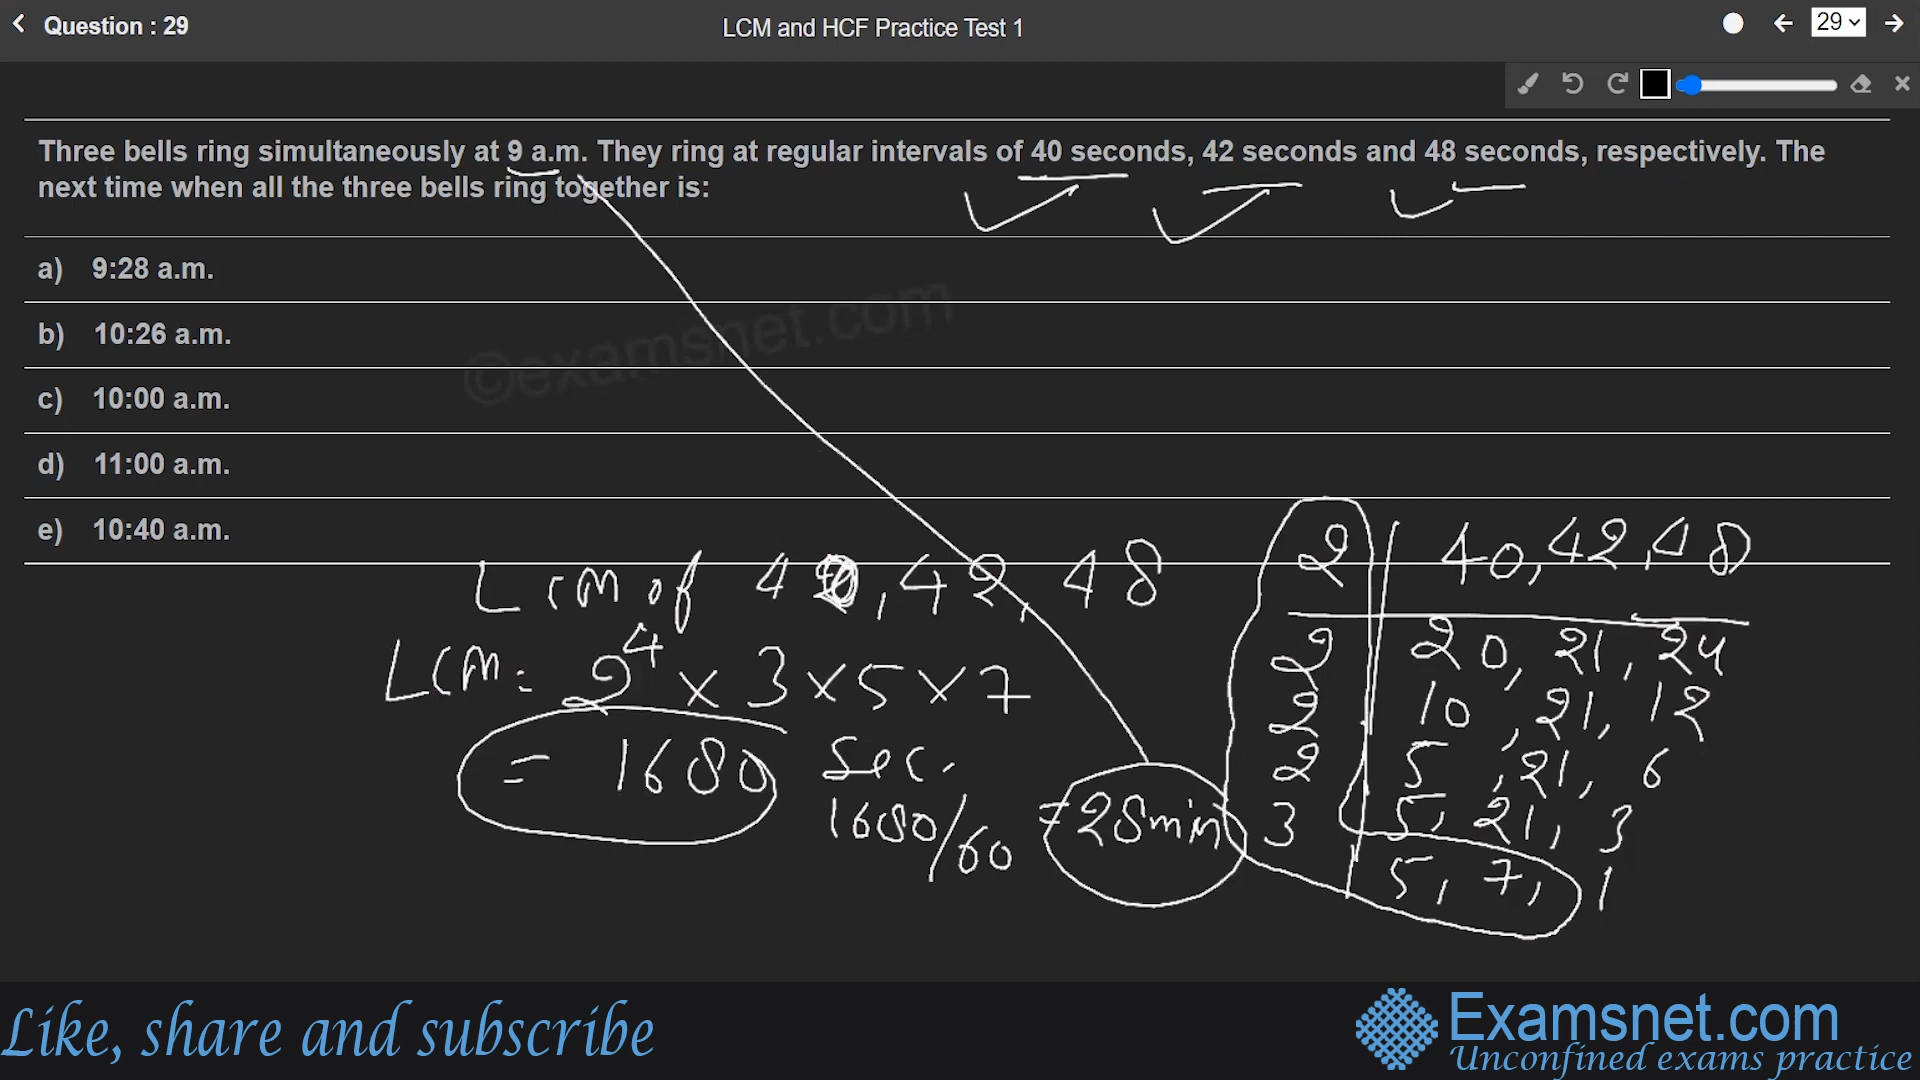 Question : 29
LCM and HCF Practice Test 1
29
Three bells ring simultaneously at 9 a.m. They ring at regular intervals of 40 seconds, 42 seconds and 48 seconds, respectively. The
next time when all the three bells ring together is:
a) 9:28 a.m.
b) 10:26 a.m.
c) 10:00 a.m.
d) 11:00 a.m.
e) 10:40 a.m.
©examsnet.com
LCM of 40, 42, 48
LCM = 2^4 × 3 × 5 × 7
= 1680 Sec.
1680/60 = 28min
2 | 40, 42, 48
2 | 20, 21, 24
2 | 10, 21, 12
2 | 5, 21, 6
3 | 5, 21, 3
5, 7, 1
Like, share and subscribe
Examsnet.com
Unconfined exams practice